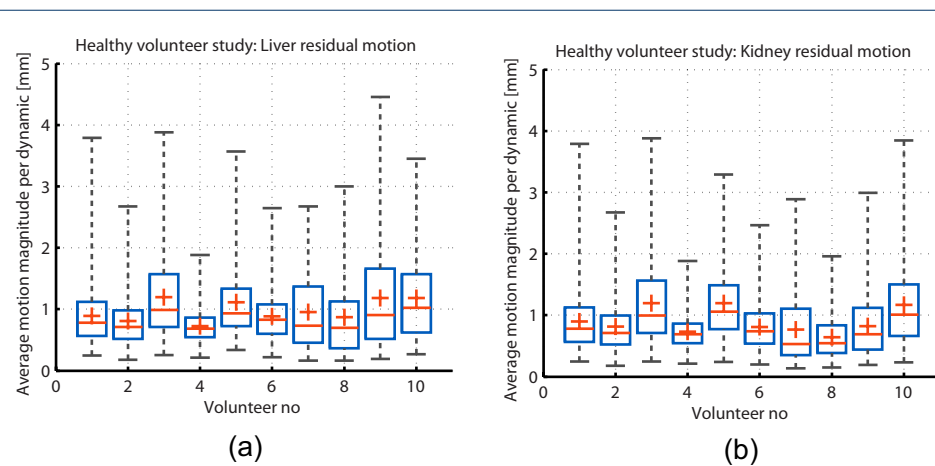 Healthy volunteer study: Liver residual motion
Average motion magnitude per dynamic [mm]
5
4
3
2
1
0
0 2 4 6 8 10
Volunteer no
(a)
Healthy volunteer study: Kidney residual motion
Average motion magnitude per dynamic [mm]
5
4
3
2
1
0
0 2 4 6 8 10
Volunteer no
(b)